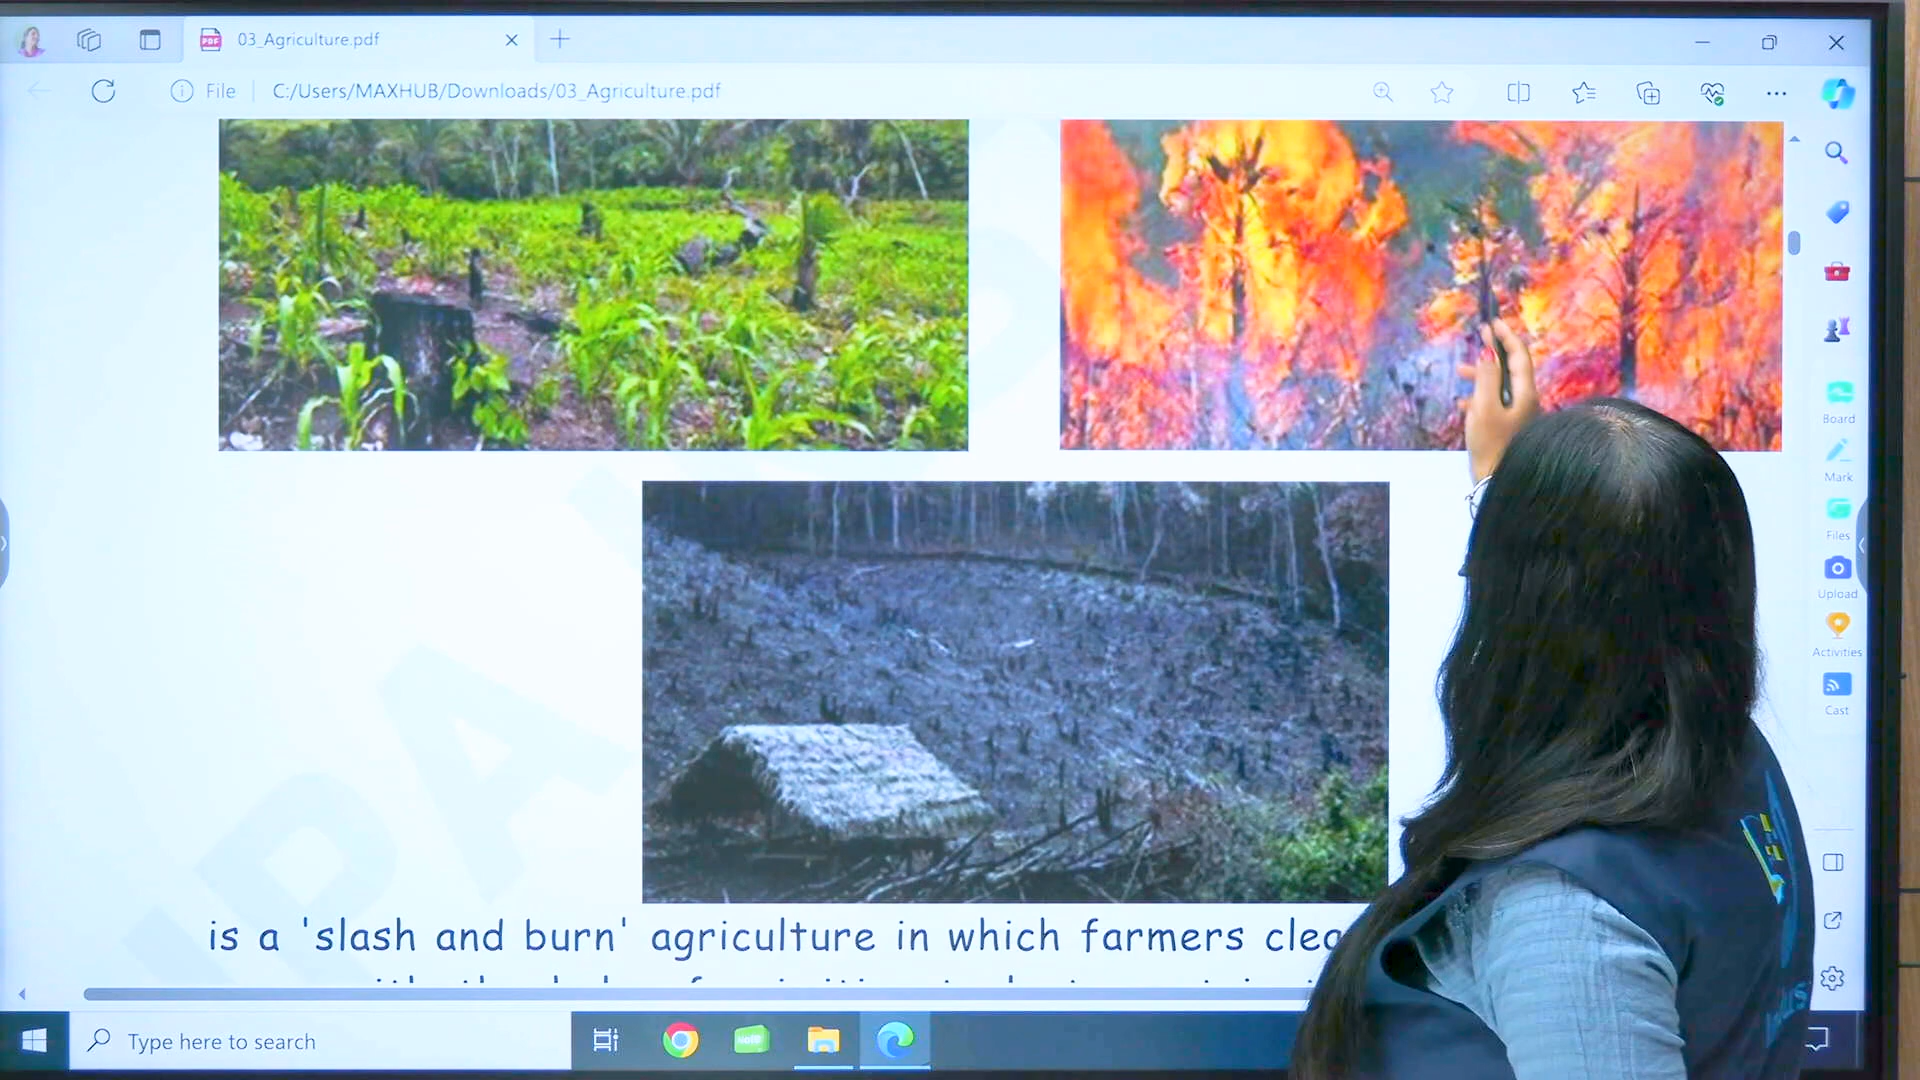 03_Agriculture.pdf
File
C:/Users/MAXHUB/Downloads/03_Agriculture.pdf
Board
Mark
Files
Upload
Activities
Cast
is a 'slash and burn' agriculture in which farmers clea
Type here to search